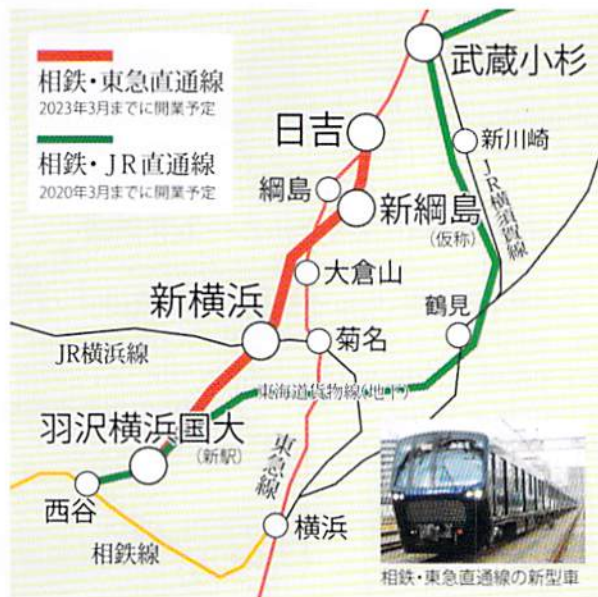 相鉄・東急直通線
2023年3月までに開業予定
相鉄・JR直通線
2020年3月までに開業予定
武蔵小杉
日吉
新川崎
綱島
新綱島
(仮称)
JR横須賀線
大倉山
新横浜
鶴見
菊名
JR横浜線
東海道貨物線(地下)
羽沢横浜国大
(新駅)
東急線
西谷
横浜
相鉄線
相鉄・東急直通線の新型車